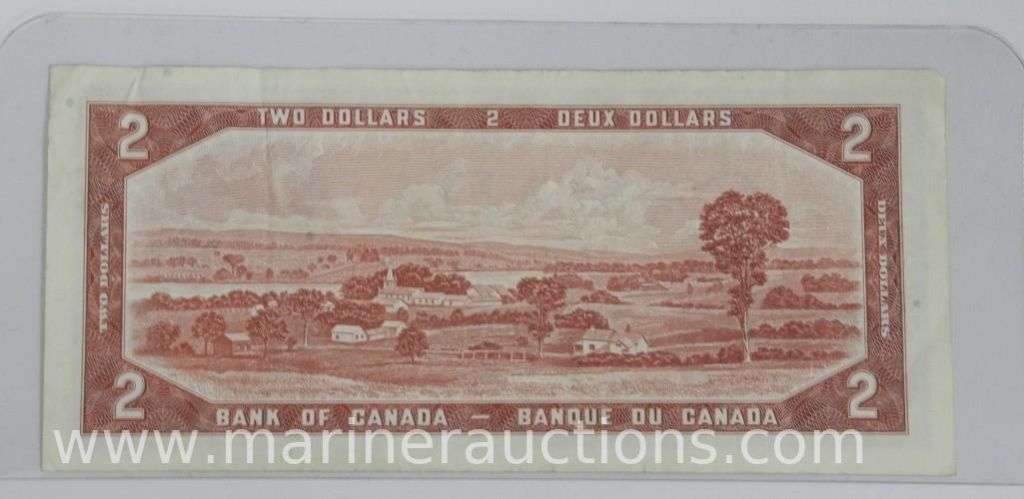 TWO DOLLARS 2 DEUX DOLLARS
2 2
TWO DOLLARS
DEUX DOLLARS
2 2
BANK OF CANADA — BANQUE DU CANADA
www.marinerauctions.com